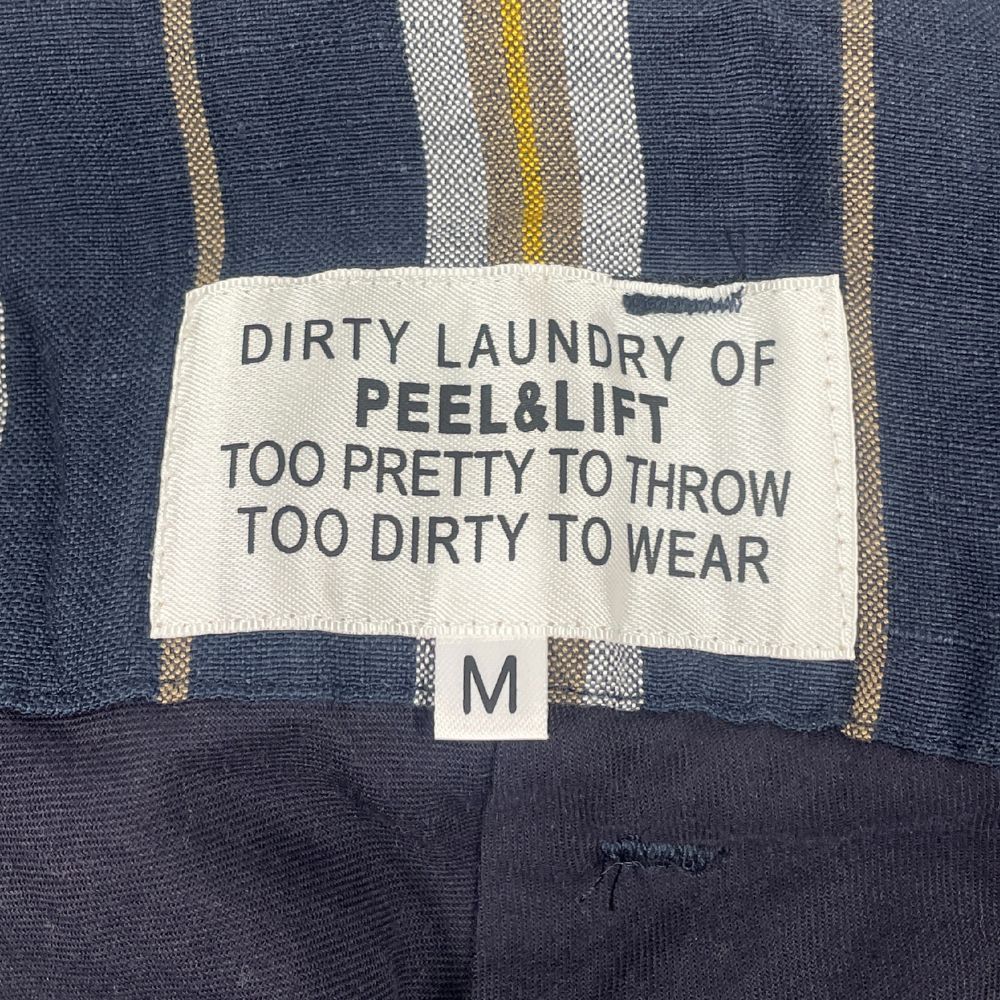 DIRTY LAUNDRY OF
PEEL&LIFT
TOO PRETTY TO THROW
TOO DIRTY TO WEAR
M